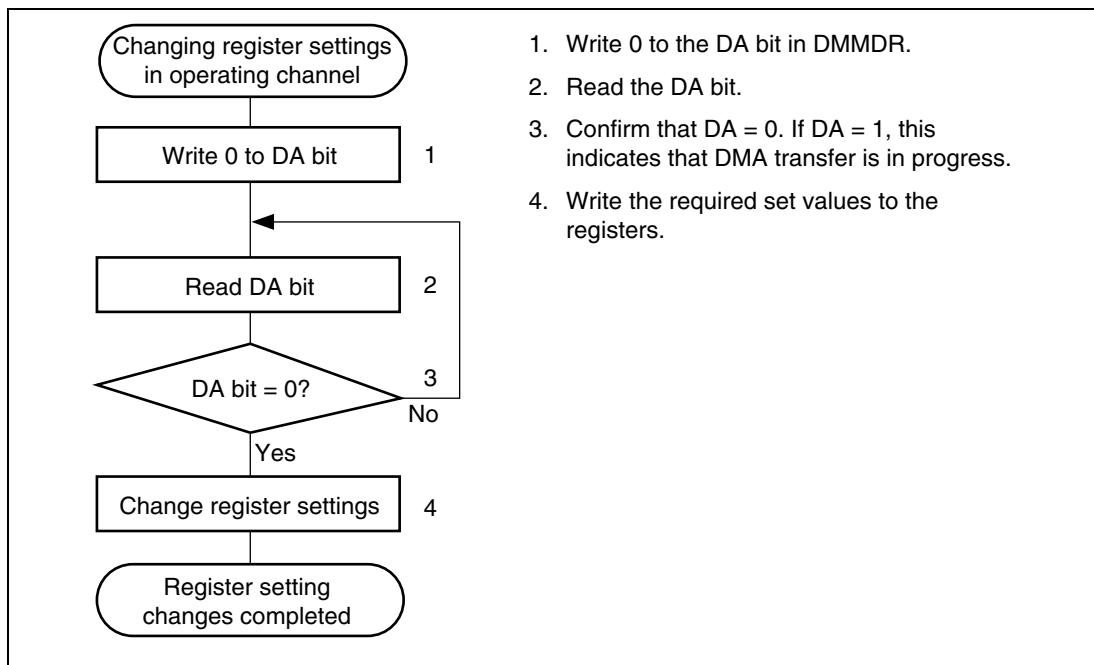 Changing register settings
in operating channel
Write 0 to DA bit
1
Read DA bit
2
DA bit = 0?
3
No
Yes
Change register settings
4
Register setting
changes completed
1. Write 0 to the DA bit in DMMDR.
2. Read the DA bit.
3. Confirm that DA = 0. If DA = 1, this
indicates that DMA transfer is in progress.
4. Write the required set values to the
registers.